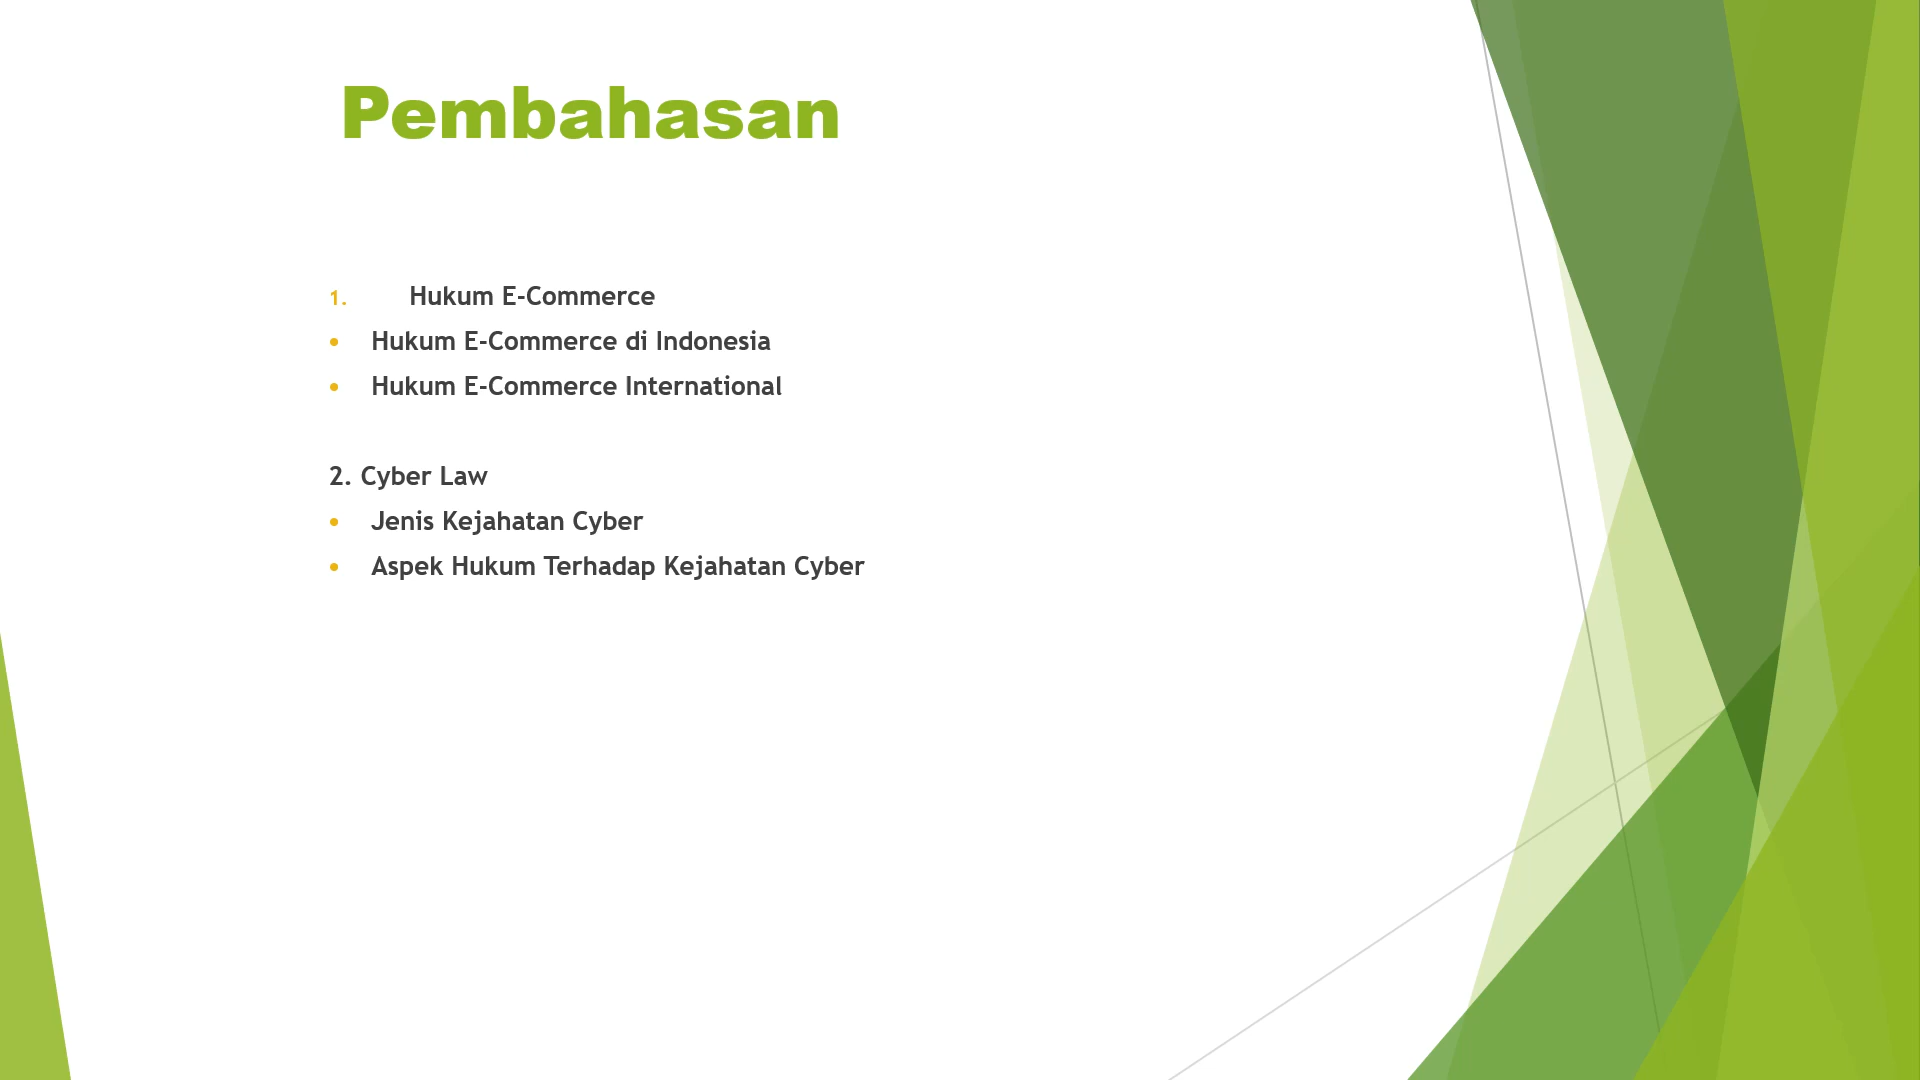 Pembahasan
1. Hukum E-Commerce
• Hukum E-Commerce di Indonesia
• Hukum E-Commerce International
2. Cyber Law
• Jenis Kejahatan Cyber
• Aspek Hukum Terhadap Kejahatan Cyber